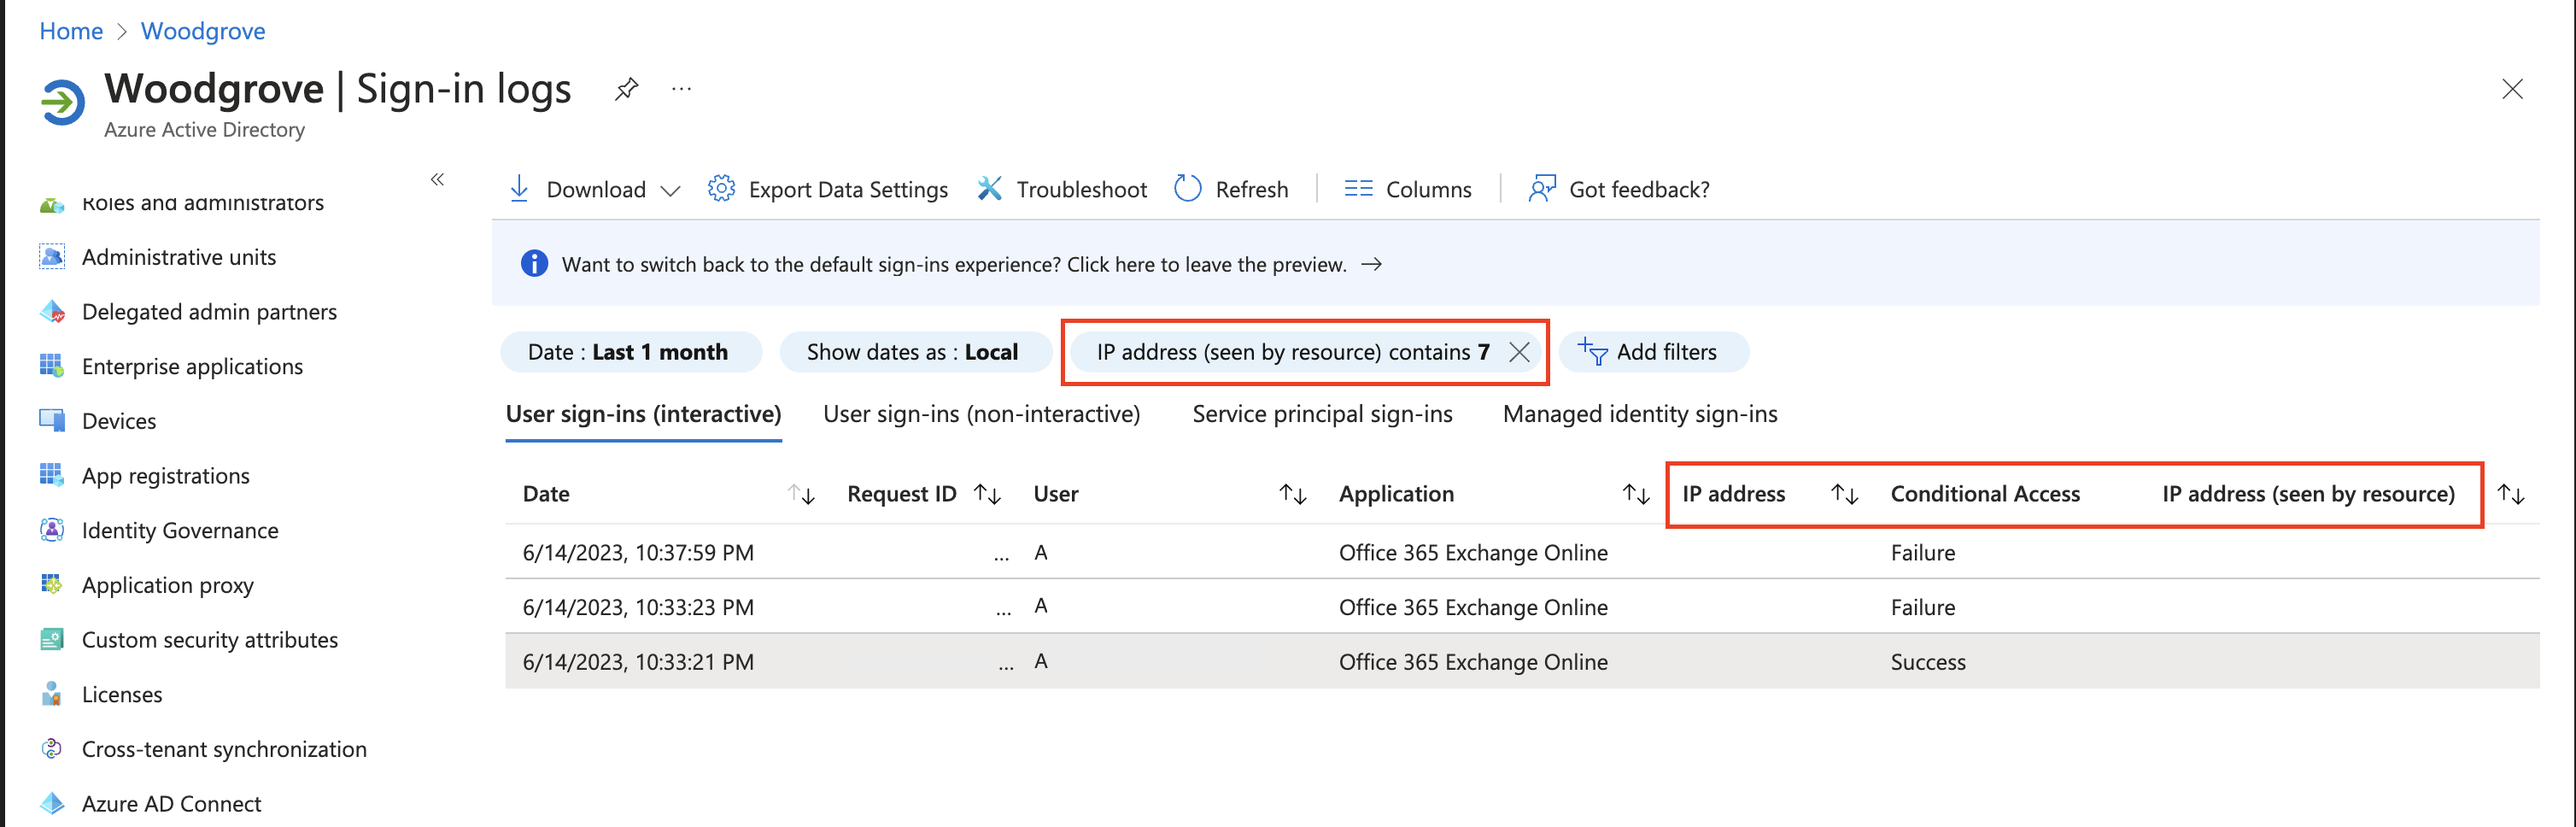 Home > Woodgrove
Woodgrove | Sign-in logs ...
Azure Active Directory
«
Roles and administrators
Administrative units
Delegated admin partners
Enterprise applications
Devices
App registrations
Identity Governance
Application proxy
Custom security attributes
Licenses
Cross-tenant synchronization
Azure AD Connect
Download Export Data Settings Troubleshoot Refresh Columns Got feedback?
Want to switch back to the default sign-ins experience? Click here to leave the preview. →
Date : Last 1 month Show dates as : Local IP address (seen by resource) contains 7 Add filters
User sign-ins (interactive) User sign-ins (non-interactive) Service principal sign-ins Managed identity sign-ins
Date Request ID User Application IP address Conditional Access IP address (seen by resource)
6/14/2023, 10:37:59 PM ... A Office 365 Exchange Online Failure
6/14/2023, 10:33:23 PM ... A Office 365 Exchange Online Failure
6/14/2023, 10:33:21 PM ... A Office 365 Exchange Online Success